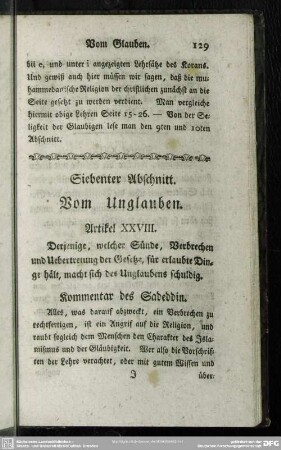 Vom Glauben. 129
bil c, und unter i angezeigten Lehrsätze des Korans.
Und gewiß auch hier müssen wir sagen, daß die mu-
hammedanische Religion der christlichen zunächst an die
Seite gesetzt zu werden verdient. Man vergleiche
hiermit obige Lehren Seite 15-26. — Von der Se-
ligkeit der Glaubigen lese man den 9ten und 10ten
Abschnitt.
Siebenter Abschnitt.
Vom Unglauben.
Artikel XXVIII.
Derjenige, welcher Sünde, Verbrechen
und Uebertretung der Gesetze, für erlaubte Din-
ge hält, macht sich des Unglaubens schuldig.
Kommentar des Sadeddin.
Alles, was darauf abzweckt, ein Verbrechen zu
rechtfertigen, ist ein Angrif auf die Religion, und
raubt sogleich dem Menschen den Charakter des Isla-
mismus und der Gläubigkeit. Wer also die Vorschrif-
ten der Lehre verachtet, oder mit gutem Wissen und
J über